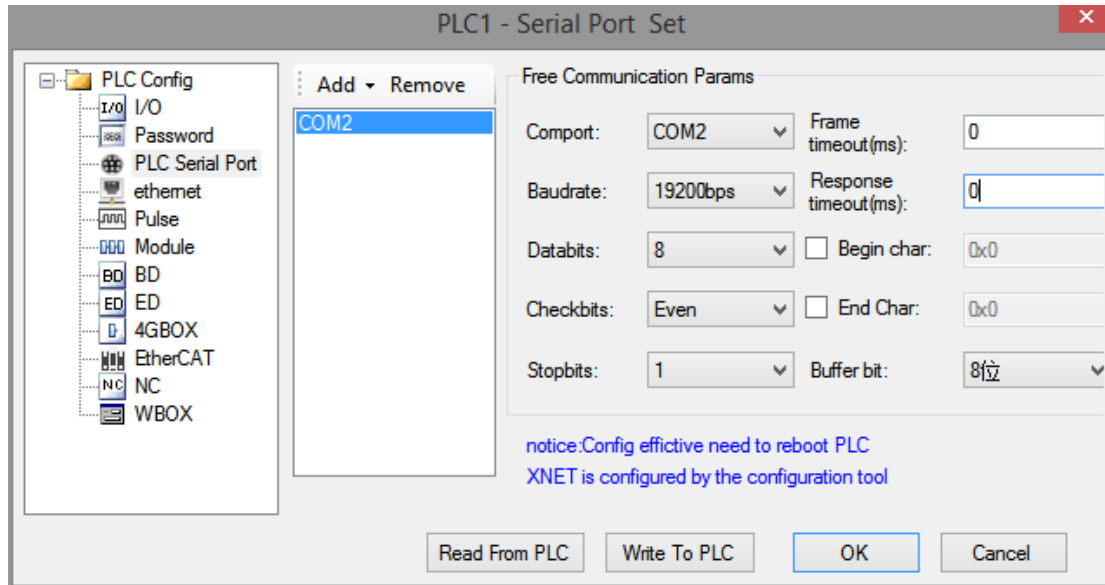 PLC1 - Serial Port Set
PLC Config
I/O
I/O
Password
PLC Serial Port
ethernet
Pulse
Module
BD
BD
ED
ED
4GBOX
EtherCAT
NC
NC
WBOX
Add Remove
COM2
Free Communication Params
Comport: COM2
Frame
timeout(ms): 0
Baudrate: 19200bps
Response
timeout(ms): 0
Databits: 8
Begin char: 0x0
Checkbits: Even
End Char: 0x0
Stopbits: 1
Buffer bit: 8位
notice:Config effictive need to reboot PLC
XNET is configured by the configuration tool
Read From PLC Write To PLC OK Cancel